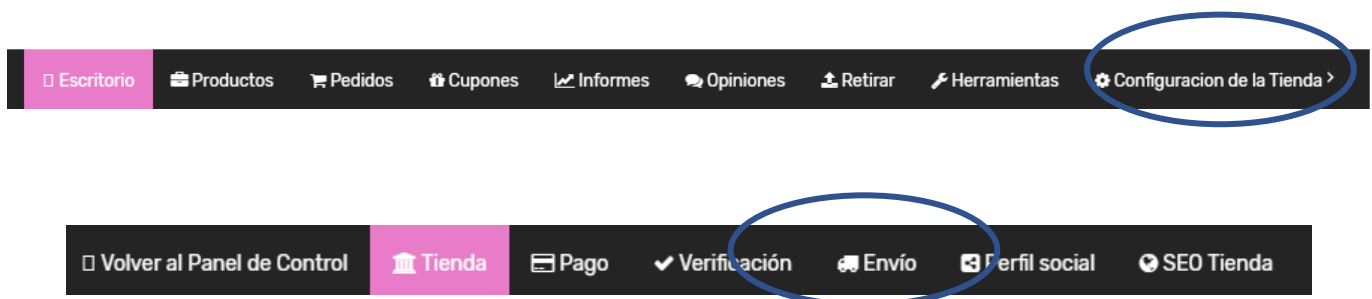 Escritorio Productos Pedidos Cupones Informes Opiniones Retirar Herramientas Configuracion de la Tienda >
Volver al Panel de Control Tienda Pago Verificación Envío Perfil social SEO Tienda